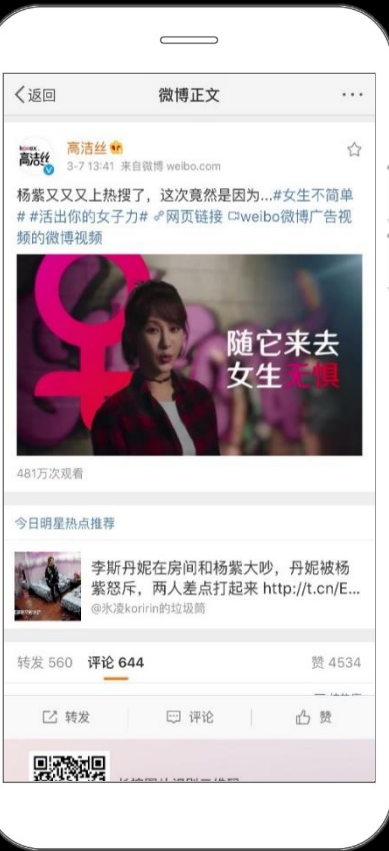 返回
微博正文
kotex
高洁丝
高洁丝
3-7 13:41 来自微博 weibo.com
杨紫又又又上热搜了，这次竟然是因为...#女生不简单
# #活出你的女子力# 网页链接 weibo微博广告视
频的微博视频
随它来去
女生无惧
481万次观看
今日明星热点推荐
李斯丹妮在房间和杨紫大吵，丹妮被杨
紫怒斥，两人差点打起来 http://t.cn/E...
@氷凌koririn的垃圾筒
转发 560 评论 644 赞 4534
转发 评论 赞